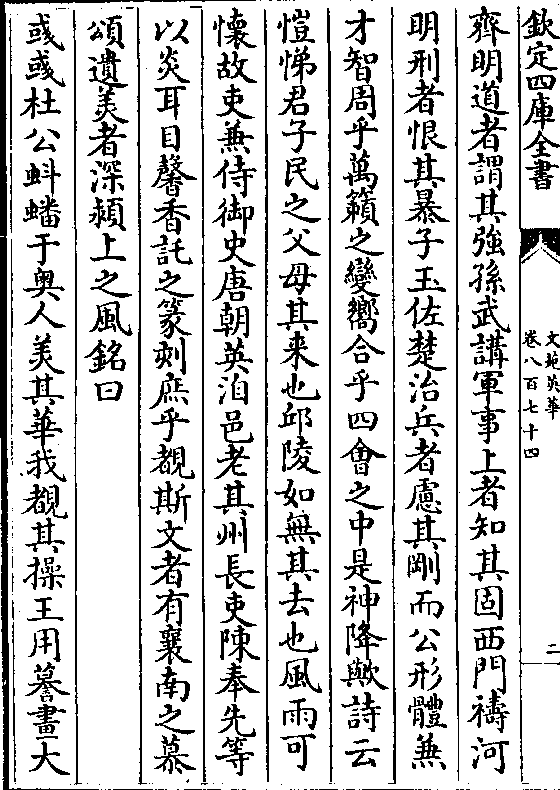 欽定四庫全書
文苑英華
卷八百七十四
二
齊明道者謂其強孫武講軍事上者知其固西門禱河
明刑者恨其暴子玉佐楚治兵者慮其剛而公形體兼
才智周乎萬籟之變嚮合乎四會之中是神降歟詩云
愷悌君子民之父母其来也邱陵如無其去也風雨可
懷故吏兼侍御史唐朝英洎邑老其州長吏陳奉先等
以炎耳目馨香託之篆刻庶乎覩斯文者有襄南之慕
頌遺美者深潁上之風銘曰
彧彧杜公蚪蟠于奥人美其華我覩其操王用謩畫大